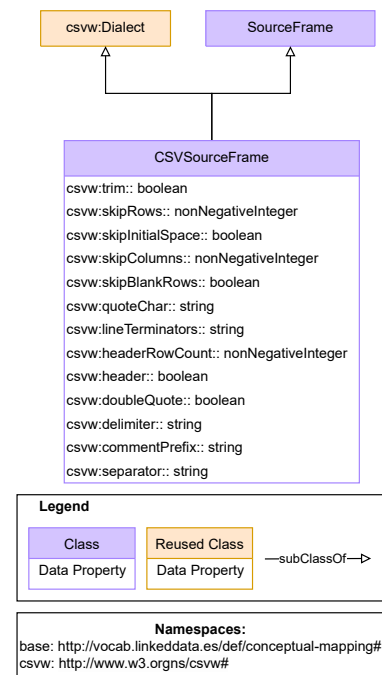 csvw:Dialect
SourceFrame
CSVSourceFrame
csvw:trim:: boolean
csvw:skipRows:: nonNegativeInteger
csvw:skipInitialSpace:: boolean
csvw:skipColumns:: nonNegativeInteger
csvw:skipBlankRows:: boolean
csvw:quoteChar:: string
csvw:lineTerminators:: string
csvw:headerRowCount:: nonNegativeInteger
csvw:header:: boolean
csvw:doubleQuote:: boolean
csvw:delimiter:: string
csvw:commentPrefix:: string
csvw:separator:: string
Legend
Class
Data Property
Reused Class
Data Property
subClassOf
Namespaces:
base: http://vocab.linkeddata.es/def/conceptual-mapping#
csvw: http://www.w3.orgns/csvw#